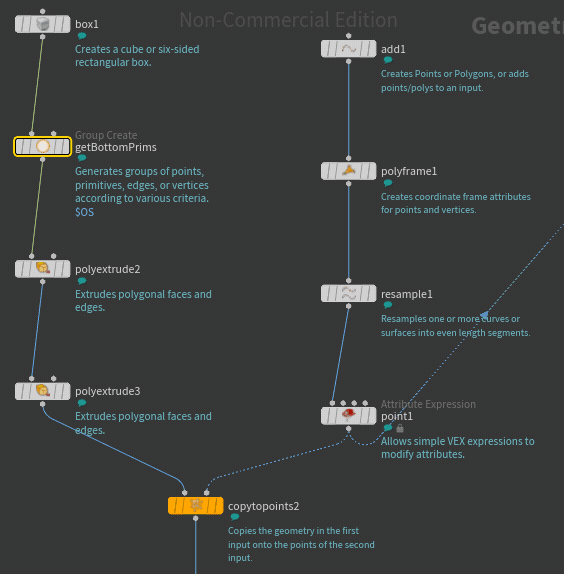 Non-Commercial Edition
Geometr
box1
Creates a cube or six-sided
rectangular box.
add1
Creates Points or Polygons, or adds
points/polys to an input.
Group Create
getBottomPrims
Generates groups of points,
primitives, edges, or vertices
according to various criteria.
$OS
polyframe1
Creates coordinate frame attributes
for points and vertices.
polyextrude2
Extrudes polygonal faces and
edges.
resample1
Resamples one or more curves or
surfaces into even length segments.
polyextrude3
Extrudes polygonal faces and
edges.
Attribute Expression
point1
Allows simple VEX expressions to
modify attributes.
copytopoints2
Copies the geometry in the first
input onto the points of the second
input.